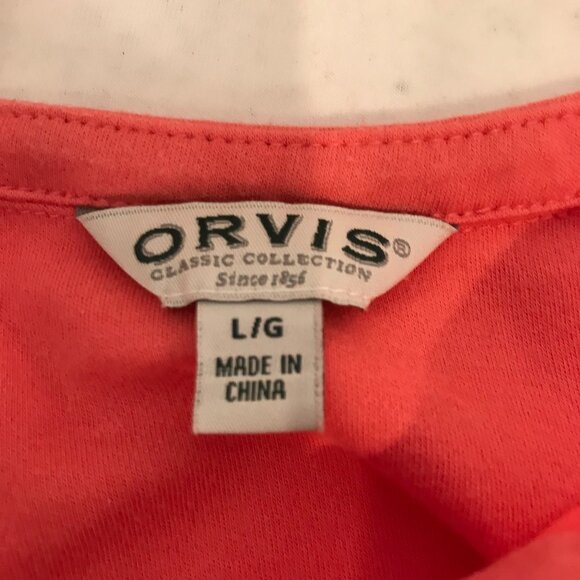 ORVIS®
CLASSIC COLLECTION
Since 1856
L/G
MADE IN
CHINA